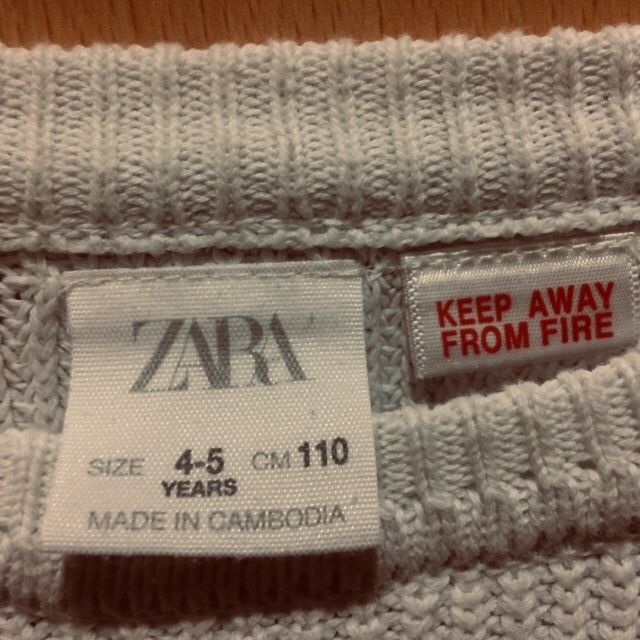 ZARA
SIZE 4-5 CM 110
YEARS
MADE IN CAMBODIA
KEEP AWAY
FROM FIRE